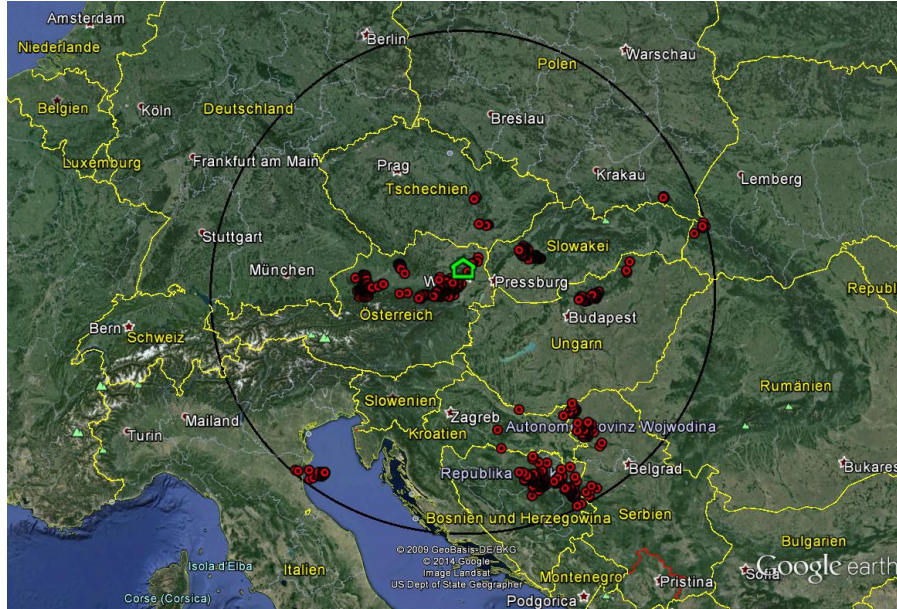 Amsterdam
Berlin
Warschau
Niederlande
Polen
Belgien
Köln
Deutschland
Breslau
Luxemburg
Frankfurt am Main
Prag
Krakau
Lemberg
Tschechien
Stuttgart
Slowakei
München
W
Pressburg
Republ
Österreich
Budapest
Bern
Schweiz
Ungarn
Rumänien
Slowenien
Mailand
Zagreb
Turin
Kroatien
Autonome Provinz Wojwodina
Republika
Belgrad
Bukares
Bosnien und Herzegowina
Serbien
Bulgarien
© 2009 GeoBasis-DE/BKG
© 2014 Google
Image Landsat
US Dept of State Geographer
Isola d'Elba
Italien
Montenegro
Pristina
Sofia
Google earth
Corse (Corsica)
Podgorica